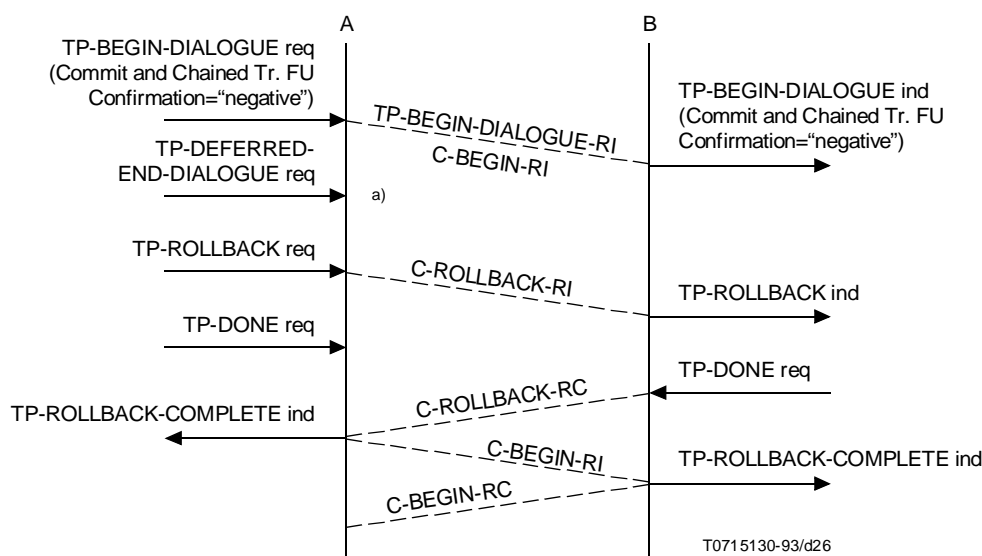 A
B
TP-BEGIN-DIALOGUE req
(Commit and Chained Tr. FU
Confirmation=“negative”)
TP-BEGIN-DIALOGUE ind
(Commit and Chained Tr. FU
Confirmation=“negative”)
TP-BEGIN-DIALOGUE-RI
C-BEGIN-RI
TP-DEFERRED-
END-DIALOGUE req
a)
TP-ROLLBACK req
C-ROLLBACK-RI
TP-ROLLBACK ind
TP-DONE req
TP-DONE req
C-ROLLBACK-RC
TP-ROLLBACK-COMPLETE ind
C-BEGIN-RI
TP-ROLLBACK-COMPLETE ind
C-BEGIN-RC
T0715130-93/d26